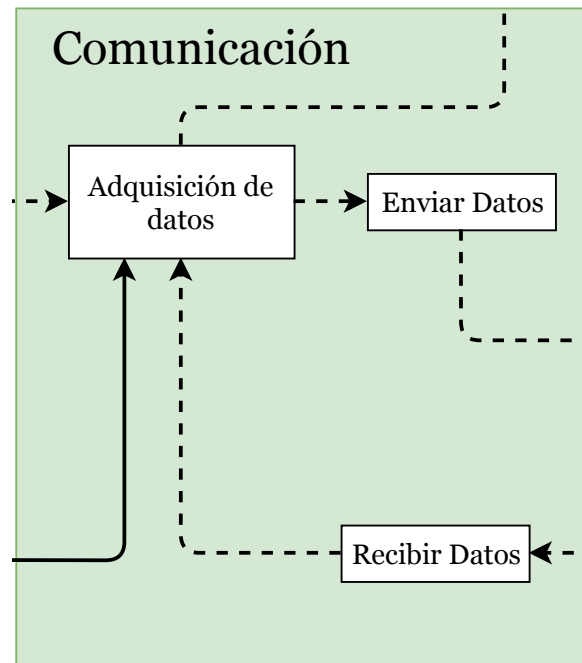 Comunicación
Adquisición de
datos
Enviar Datos
Recibir Datos